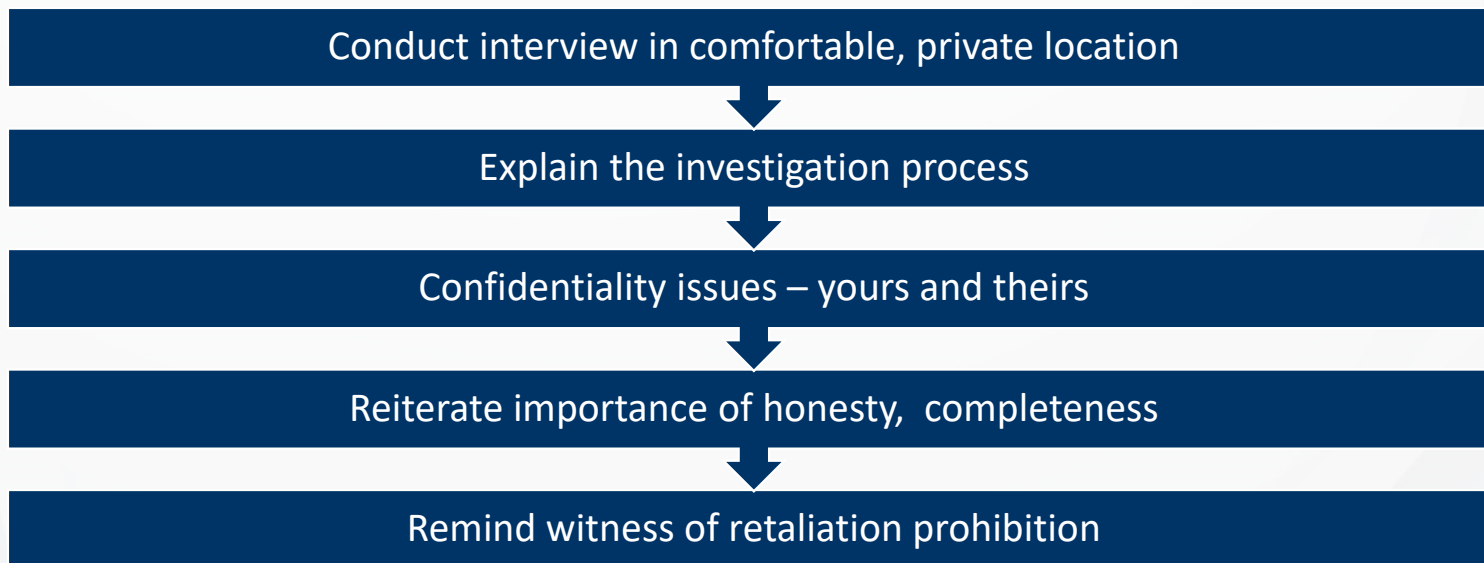 Conduct interview in comfortable, private location
Explain the investigation process
Confidentiality issues – yours and theirs
Reiterate importance of honesty,  completeness
Remind witness of retaliation prohibition